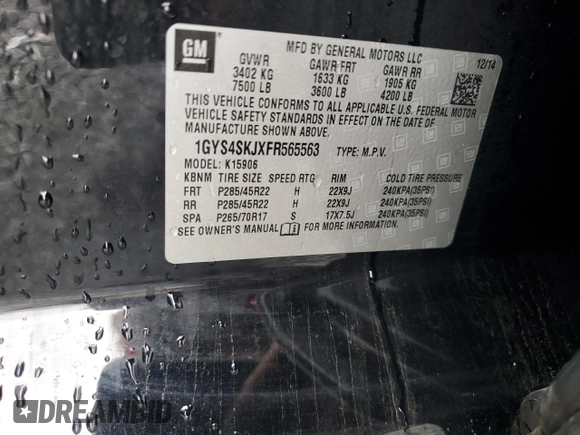 GM
MFD BY GENERAL MOTORS LLC
12/14
GVWR GAWR FRT GAWR RR
3402 KG 1633 KG 1905 KG
7500 LB 3600 LB 4200 LB
THIS VEHICLE CONFORMS TO ALL APPLICABLE U.S. FEDERAL MOTOR
VEHICLE SAFETY STANDARDS IN EFFECT ON THE DATE OF
MANUFACTURE SHOWN ABOVE.
1GYS4SKJXFR565563 TYPE: M.P.V.
MODEL: K15906
KBNM TIRE SIZE SPEED RTG RIM COLD TIRE PRESSURE
FRT P285/45R22 H 22X9J 240KPA(35PSI)
RR P285/45R22 H 22X9J 240KPA(35PSI)
SPA P265/70R17 S 17X7.5J 240KPA(35PSI)
SEE OWNER'S MANUAL FOR MORE INFORMATION.
DREAMBID